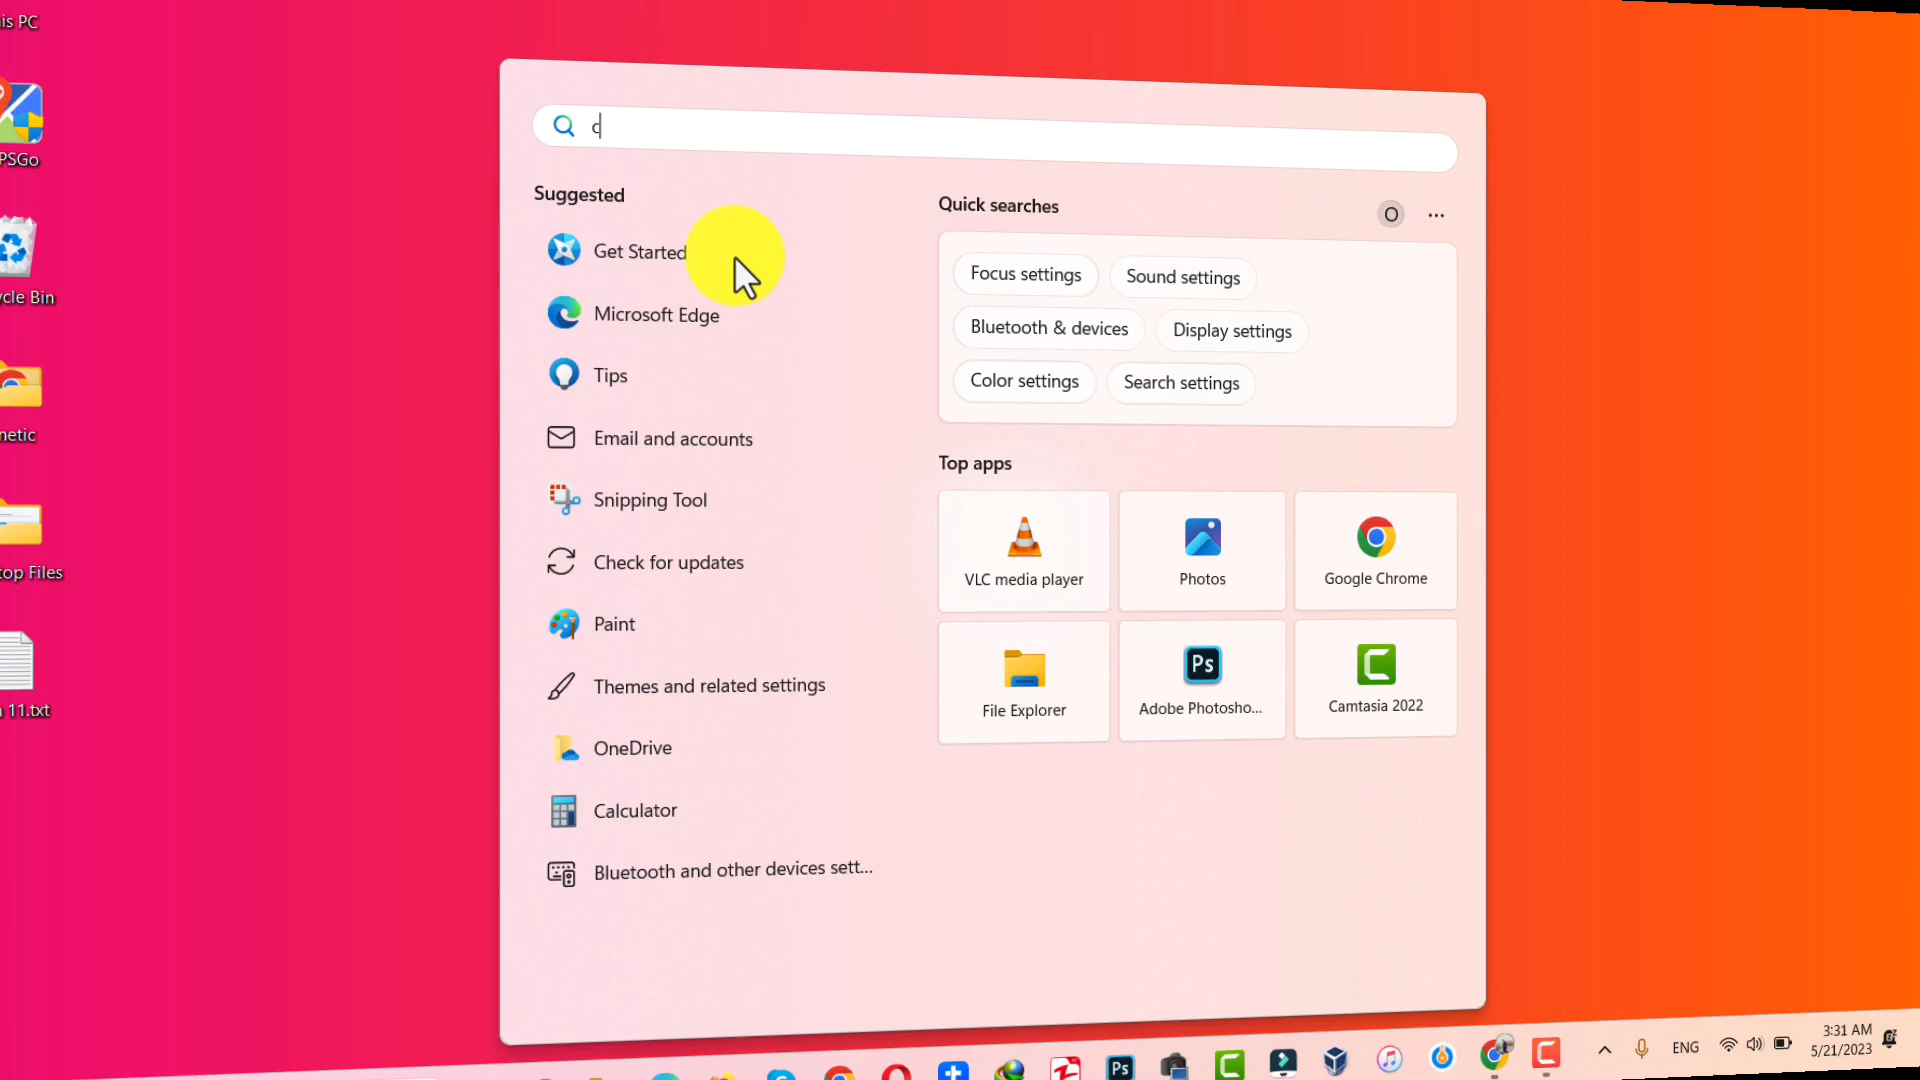 is PC
PSGo
cle Bin
netic
top Files
11.txt
c
Suggested
Get Started
Microsoft Edge
Tips
Email and accounts
Snipping Tool
Check for updates
Paint
Themes and related settings
OneDrive
Calculator
Bluetooth and other devices sett...
Quick searches
O
Focus settings
Sound settings
Bluetooth & devices
Display settings
Color settings
Search settings
Top apps
VLC media player
Photos
Google Chrome
File Explorer
Ps
Adobe Photosho...
Camtasia 2022
Ps
ENG
3:31 AM
5/21/2023